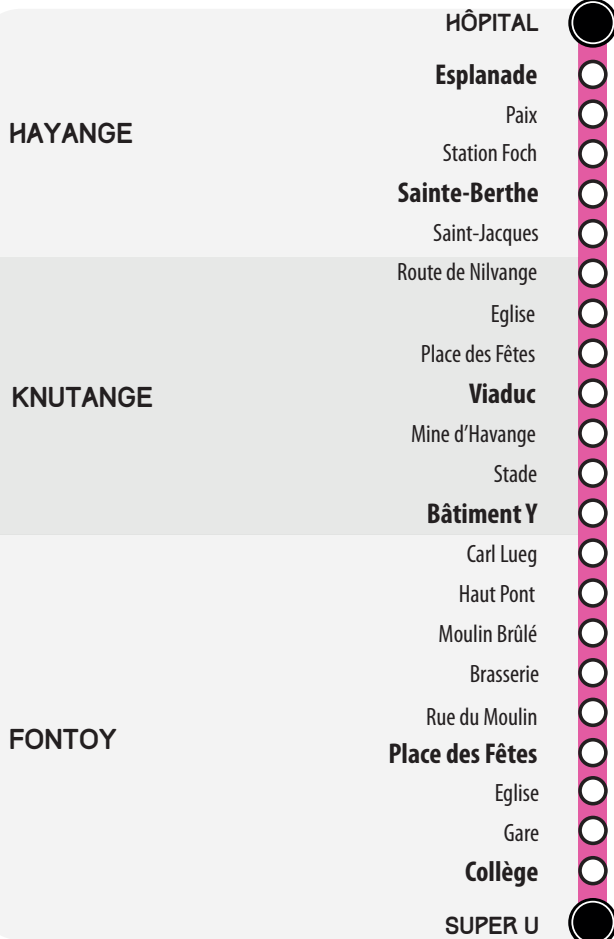 HÔPITAL
Esplanade
Paix
HAYANGE
Station Foch
Sainte-Berthe
Saint-Jacques
Route de Nilvange
Eglise
Place des Fêtes
Viaduc
KNUTANGE
Mine d'Havange
Stade
Bâtiment Y
Carl Lueg
Haut Pont
Moulin Brûlé
Brasserie
Rue du Moulin
FONTOY
Place des Fêtes
Eglise
Gare
Collège
SUPER U